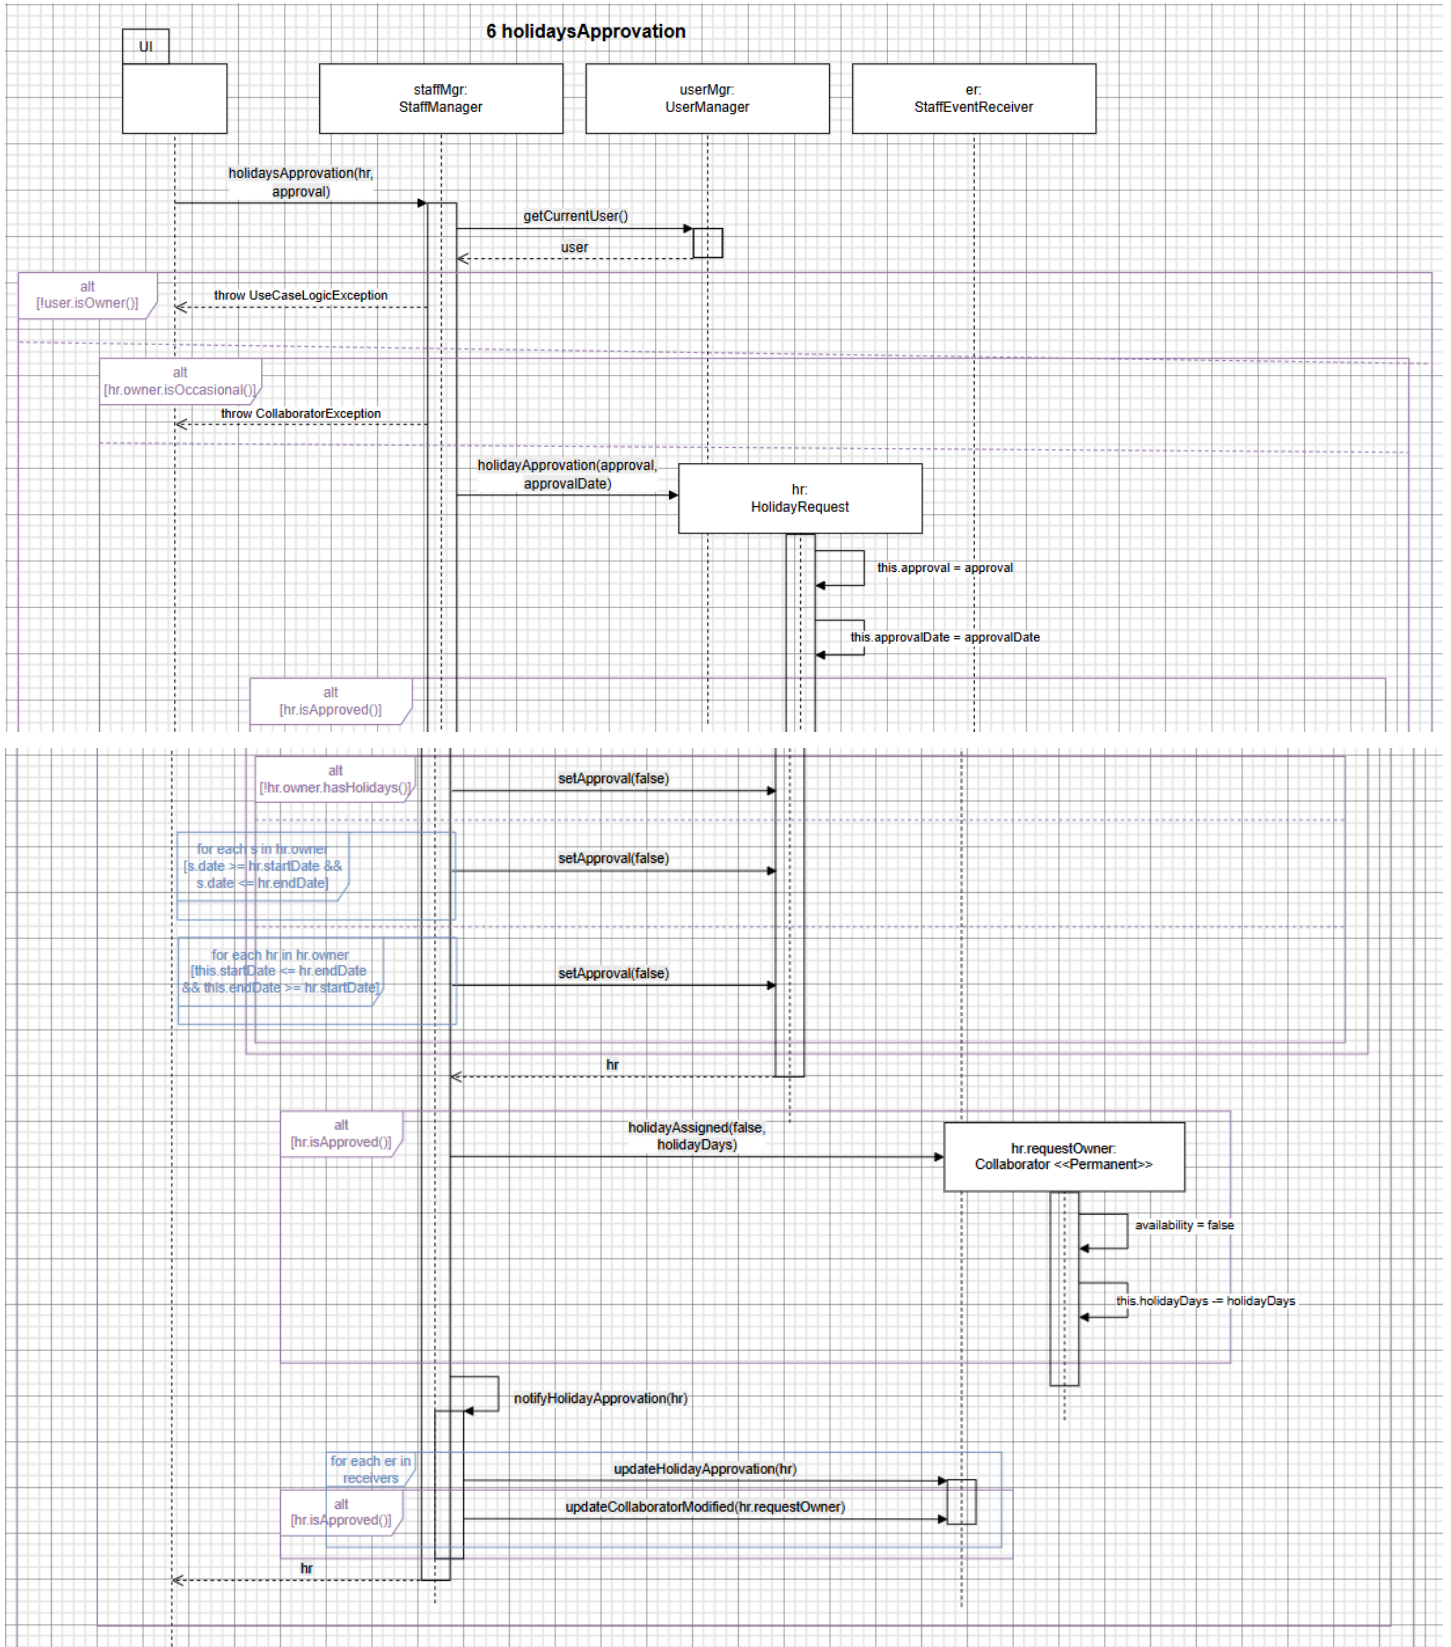 6 holidaysApprovation
UI
staffMgr:
StaffManager
userMgr:
UserManager
er:
StaffEventReceiver
holidaysApprovation(hr,
approval)
getCurrentUser()
user
alt
[!user.isOwner()]
throw UseCaseLogicException
alt
[hr.owner.isOccasional()]
throw CollaboratorException
holidayApprovation(approval,
approvalDate)
hr:
HolidayRequest
this.approval = approval
this.approvalDate = approvalDate
alt
[hr.isApproved()]
alt
[!hr.owner.hasHolidays()]
setApproval(false)
for each s in hr.owner
[s.date >= hr.startDate &&
s.date <= hr.endDate]
setApproval(false)
for each hr in hr.owner
[this.startDate <= hr.endDate
&& this.endDate >= hr.startDate]
setApproval(false)
hr
alt
[hr.isApproved()]
holidayAssigned(false,
holidayDays)
hr.requestOwner:
Collaborator <<Permanent>>
availability = false
this.holidayDays -= holidayDays
notifyHolidayApprovation(hr)
for each er in
receivers
updateHolidayApprovation(hr)
alt
[hr.isApproved()]
updateCollaboratorModified(hr.requestOwner)
hr